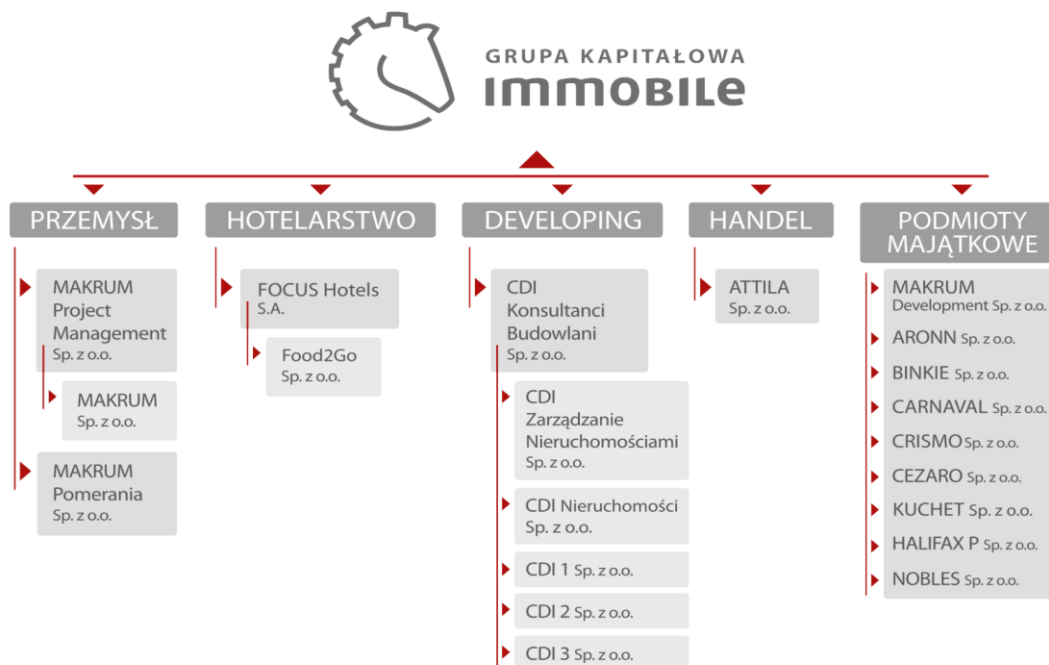 GRUPA KAPITAŁOWA
IMMOBILE
PRZEMYSŁ
MAKRUM
Project
Management
Sp. z o.o.
MAKRUM
Sp. z o.o.
MAKRUM
Pomerania
Sp. z o.o.
HOTELARSTWO
FOCUS Hotels
S.A.
Food2Go
Sp. z o.o.
DEVELOPING
CDI
Konsultanci
Budowlani
Sp. z o.o.
CDI
Zarządzanie
Nieruchomościami
Sp. z o.o.
CDI Nieruchomości
Sp. z o.o.
CDI 1 Sp. z o.o.
CDI 2 Sp. z o.o.
CDI 3 Sp. z o.o.
HANDEL
ATTILA
Sp. z o.o.
PODMIOTY
MAJĄTKOWE
MAKRUM
Development Sp. z o.o.
ARONN Sp. z o.o.
BINKIE Sp. z o.o.
CARNAVAL Sp. z o.o.
CRISMO Sp. z o.o.
CEZARO Sp. z o.o.
KUCHET Sp. z o.o.
HALIFAX P Sp. z o.o.
NOBLES Sp. z o.o.